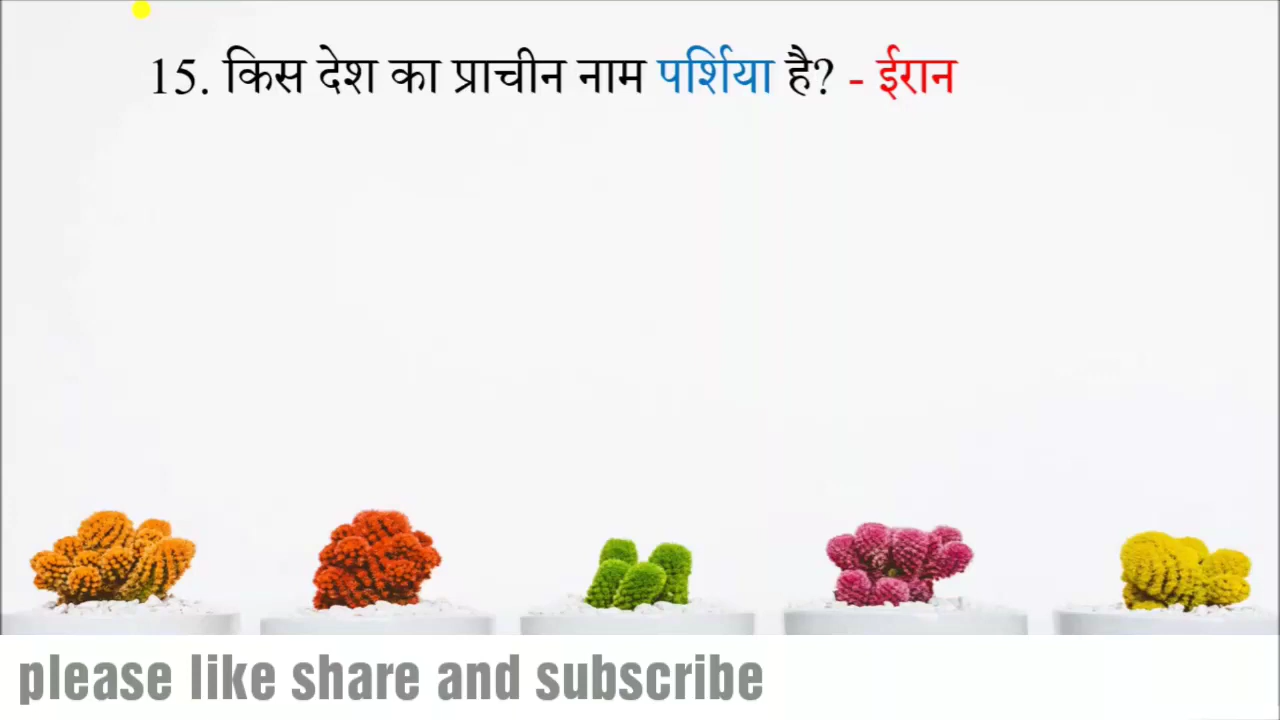 15. किस देश का प्राचीन नाम पर्शिया है? - ईरान
please like share and subscribe